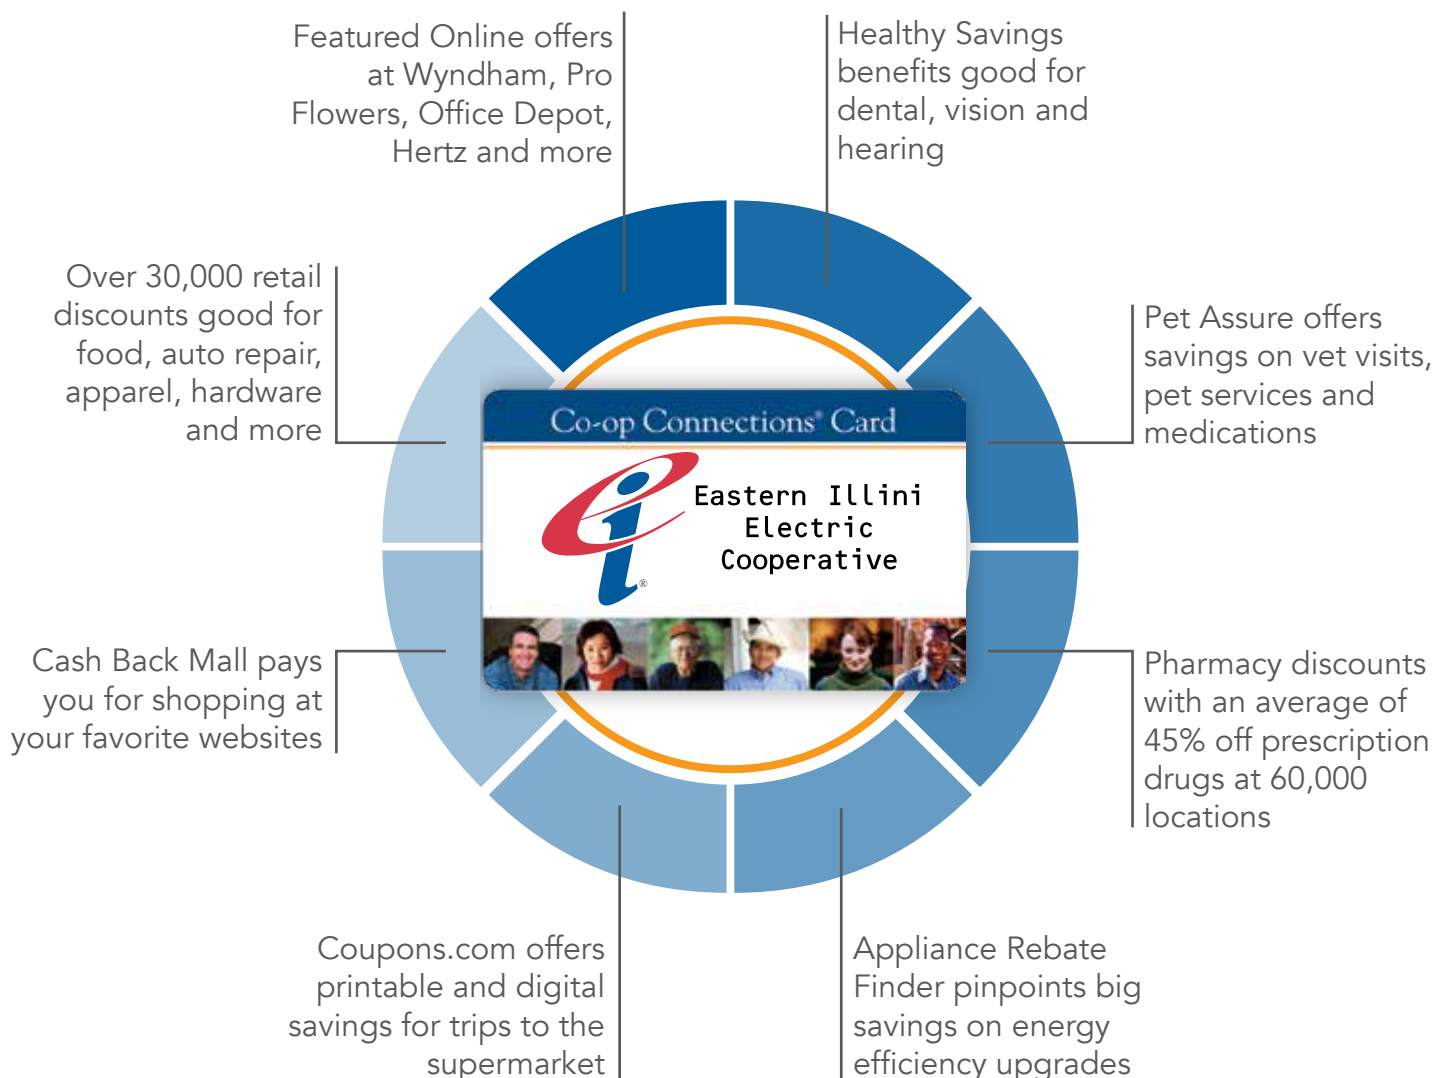 Featured Online offers
at Wyndham, Pro
Flowers, Office Depot,
Hertz and more
Healthy Savings
benefits good for
dental, vision and
hearing
Over 30,000 retail
discounts good for
food, auto repair,
apparel, hardware
and more
Pet Assure offers
savings on vet visits,
pet services and
medications
Co-op Connections® Card
ei
®
Eastern Illini
Electric
Cooperative
Cash Back Mall pays
you for shopping at
your favorite websites
Pharmacy discounts
with an average of
45% off prescription
drugs at 60,000
locations
Coupons.com offers
printable and digital
savings for trips to the
supermarket
Appliance Rebate
Finder pinpoints big
savings on energy
efficiency upgrades